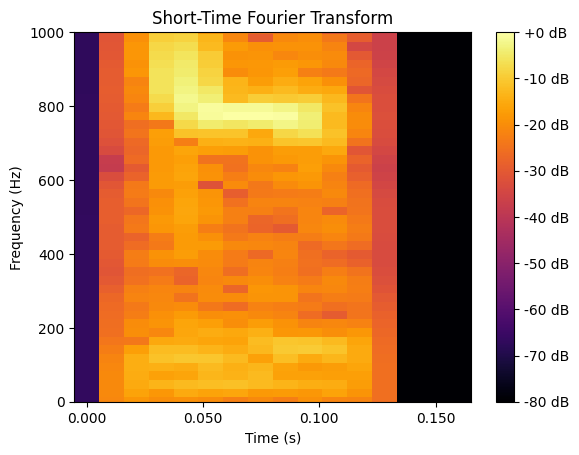 Short-Time Fourier Transform
1000
800
600
400
200
0
Frequency (Hz)
0.000
0.050
0.100
0.150
Time (s)
+0 dB
-10 dB
-20 dB
-30 dB
-40 dB
-50 dB
-60 dB
-70 dB
-80 dB